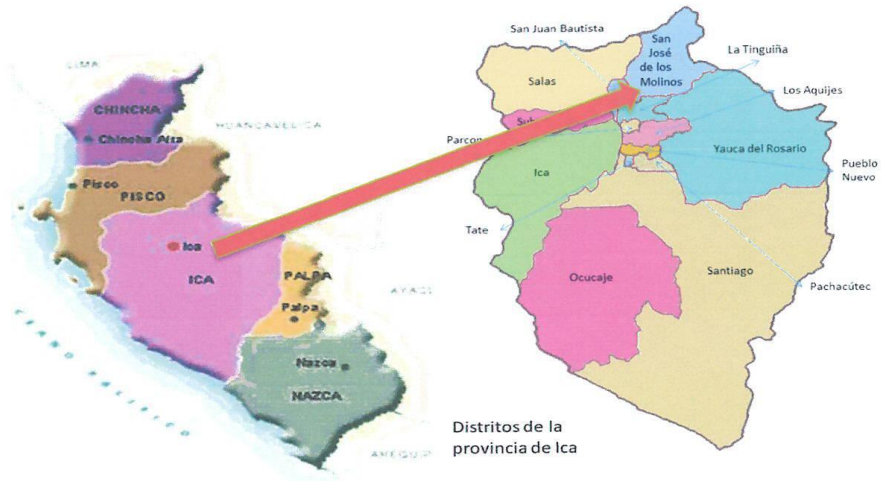 LIMA
CHINCHA
Chincha Alta
HUANCAVELICA
Pisco
PISCO
Ica
ICA
PALPA
Palpa
Nazca
NAZCA
San Juan Bautista
San
José
de los
Molinos
La Tinguiña
Salas
Los Aquijes
Parcon
Yauca del Rosario
Ica
Pueblo
Nuevo
Tate
Ocucaje
Santiago
Pachacútec
Distritos de la
provincia de Ica